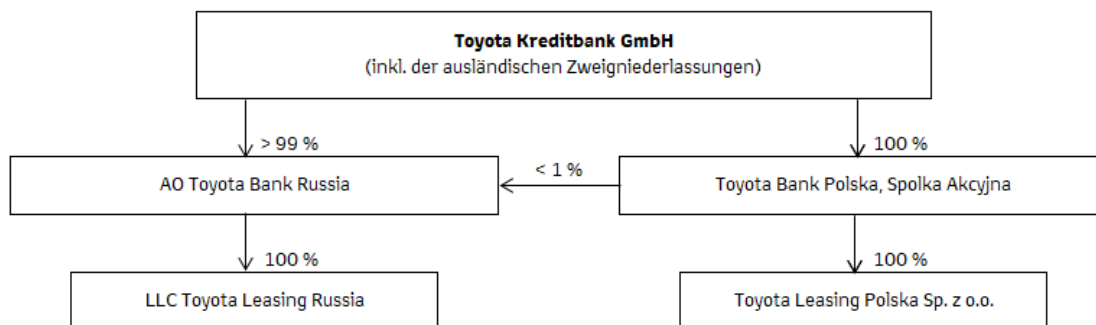 Toyota Kreditbank GmbH
(inkl. der ausländischen Zweigniederlassungen)
> 99 %
100 %
AO Toyota Bank Russia
< 1 %
Toyota Bank Polska, Spolka Akcyjna
100 %
100 %
LLC Toyota Leasing Russia
Toyota Leasing Polska Sp. z o.o.